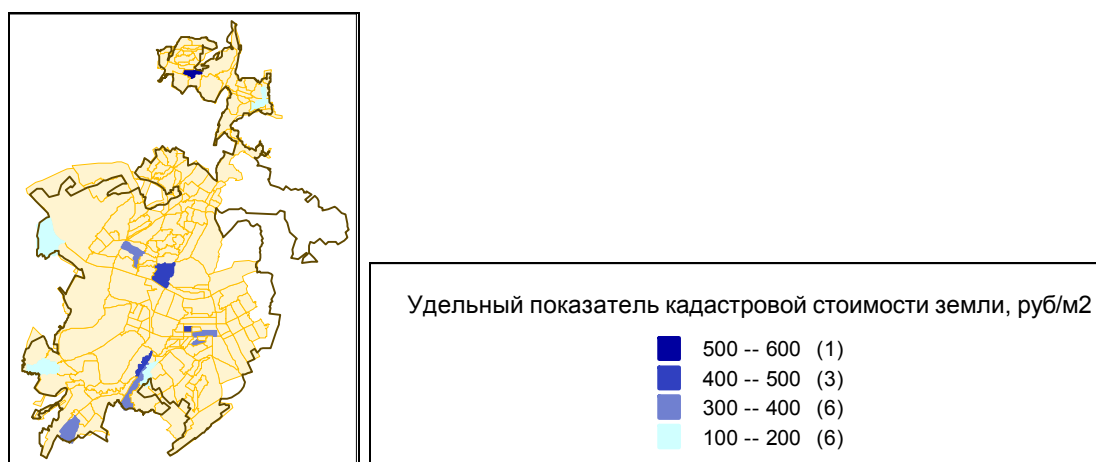 Удельный показатель кадастровой стоимости земли, руб/м2
500 -- 600 (1)
400 -- 500 (3)
300 -- 400 (6)
100 -- 200 (6)